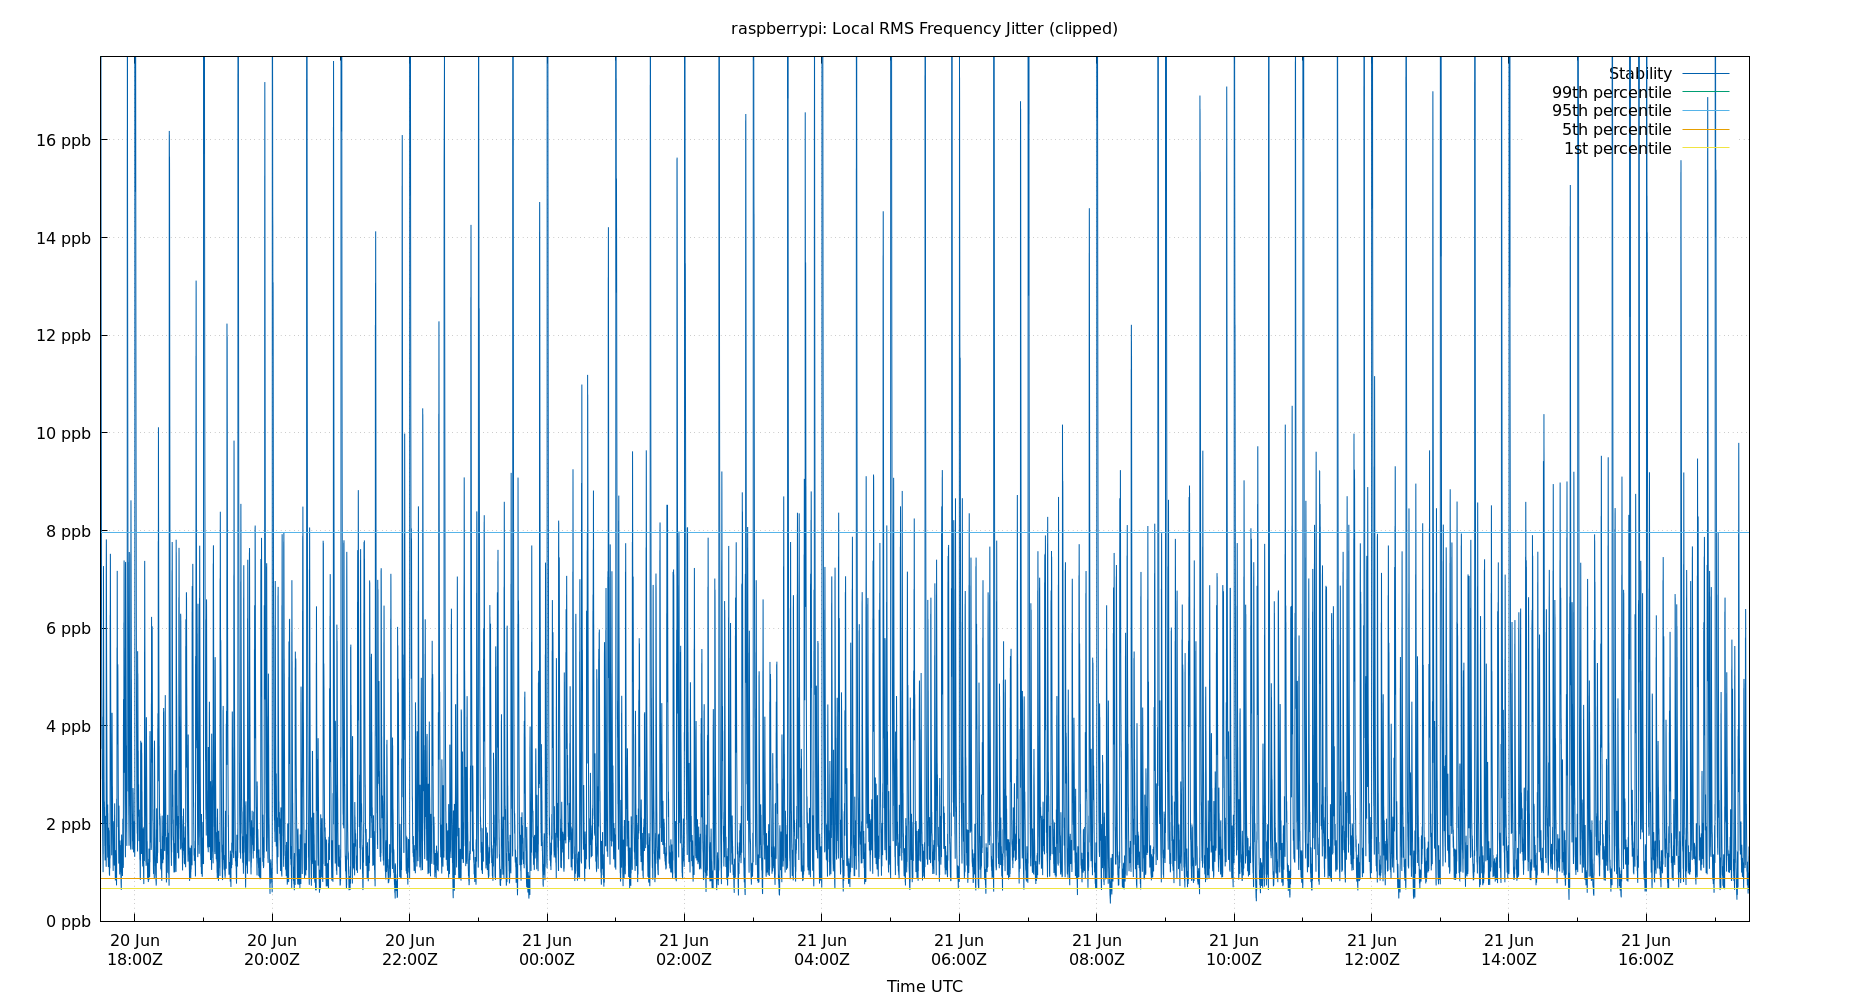 raspberrypi: Local RMS Frequency Jitter (clipped)
Stability
99th percentile
95th percentile
5th percentile
1st percentile
16 ppb
14 ppb
12 ppb
10 ppb
8 ppb
6 ppb
4 ppb
2 ppb
0 ppb
20 Jun 20 Jun 20 Jun 21 Jun 21 Jun 21 Jun 21 Jun 21 Jun 21 Jun 21 Jun 21 Jun 21 Jun
18:00Z 20:00Z 22:00Z 00:00Z 02:00Z 04:00Z 06:00Z 08:00Z 10:00Z 12:00Z 14:00Z 16:00Z
Time UTC